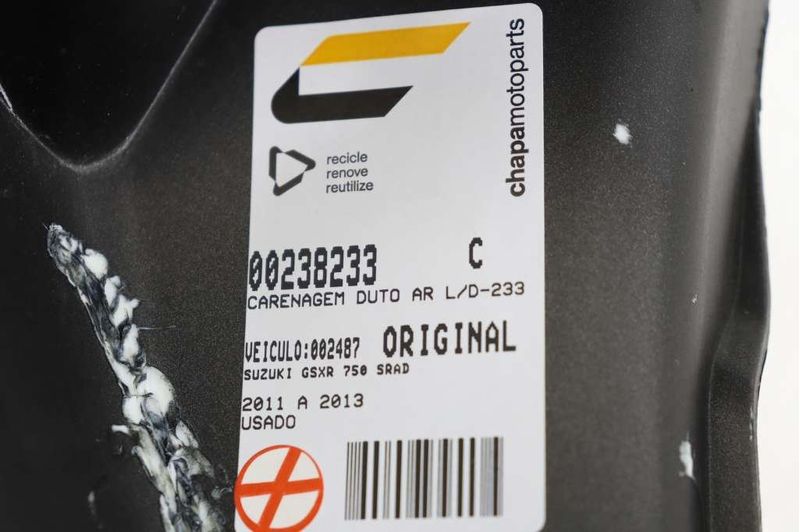 chapamotoparts
recicle
renove
reutilize
00238233 C
CARENAGEM DUTO AR L/D-233
VEICULO:002487 ORIGINAL
SUZUKI GSXR 750 SRAD
2011 A 2013
USADO